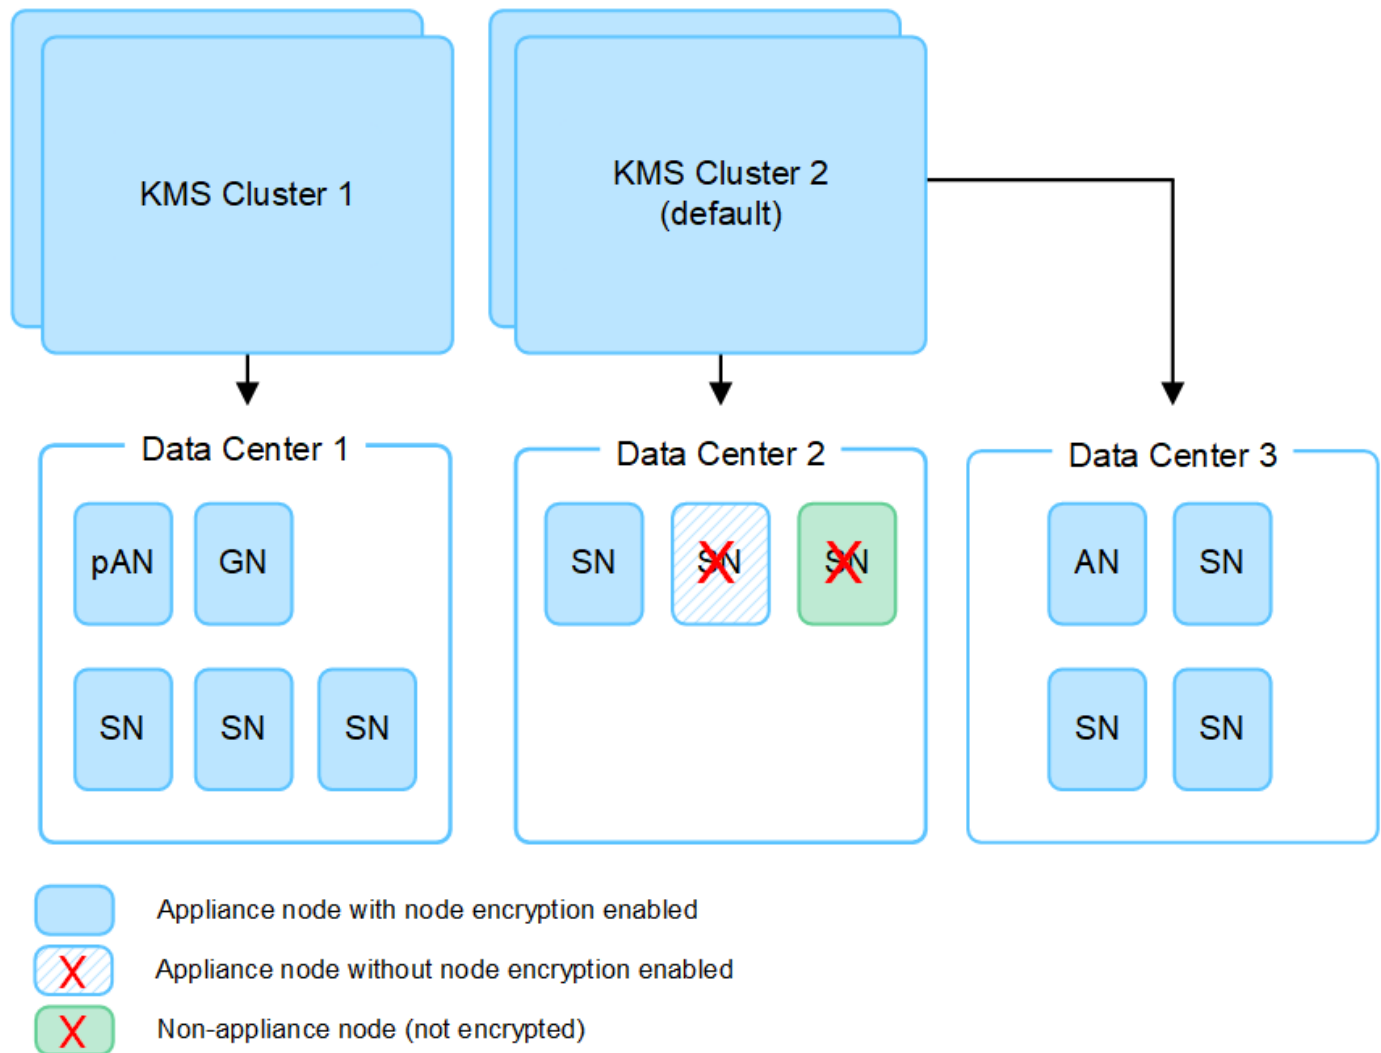 KMS Cluster 1
KMS Cluster 2
(default)
Data Center 1
pAN
GN
SN
SN
SN
Data Center 2
SN
SN
SN
Data Center 3
AN
SN
SN
SN
Appliance node with node encryption enabled
X
Appliance node without node encryption enabled
X
Non-appliance node (not encrypted)